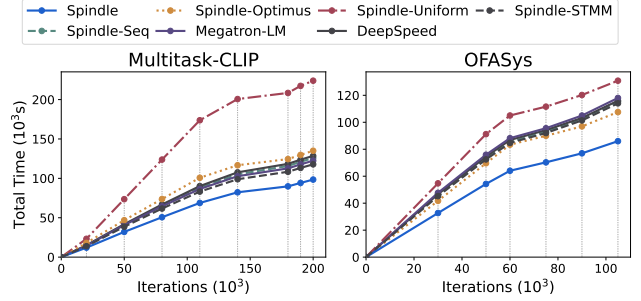 Spindle Spindle-Optimus Spindle-Uniform Spindle-STMM
Spindle-Seq Megatron-LM DeepSpeed
Multitask-CLIP OFASys
Total Time (10³s)
200
150
100
50
0
0 50 100 150 200
Iterations (10³)
120
100
80
60
40
20
0
0 20 40 60 80 100
Iterations (10³)